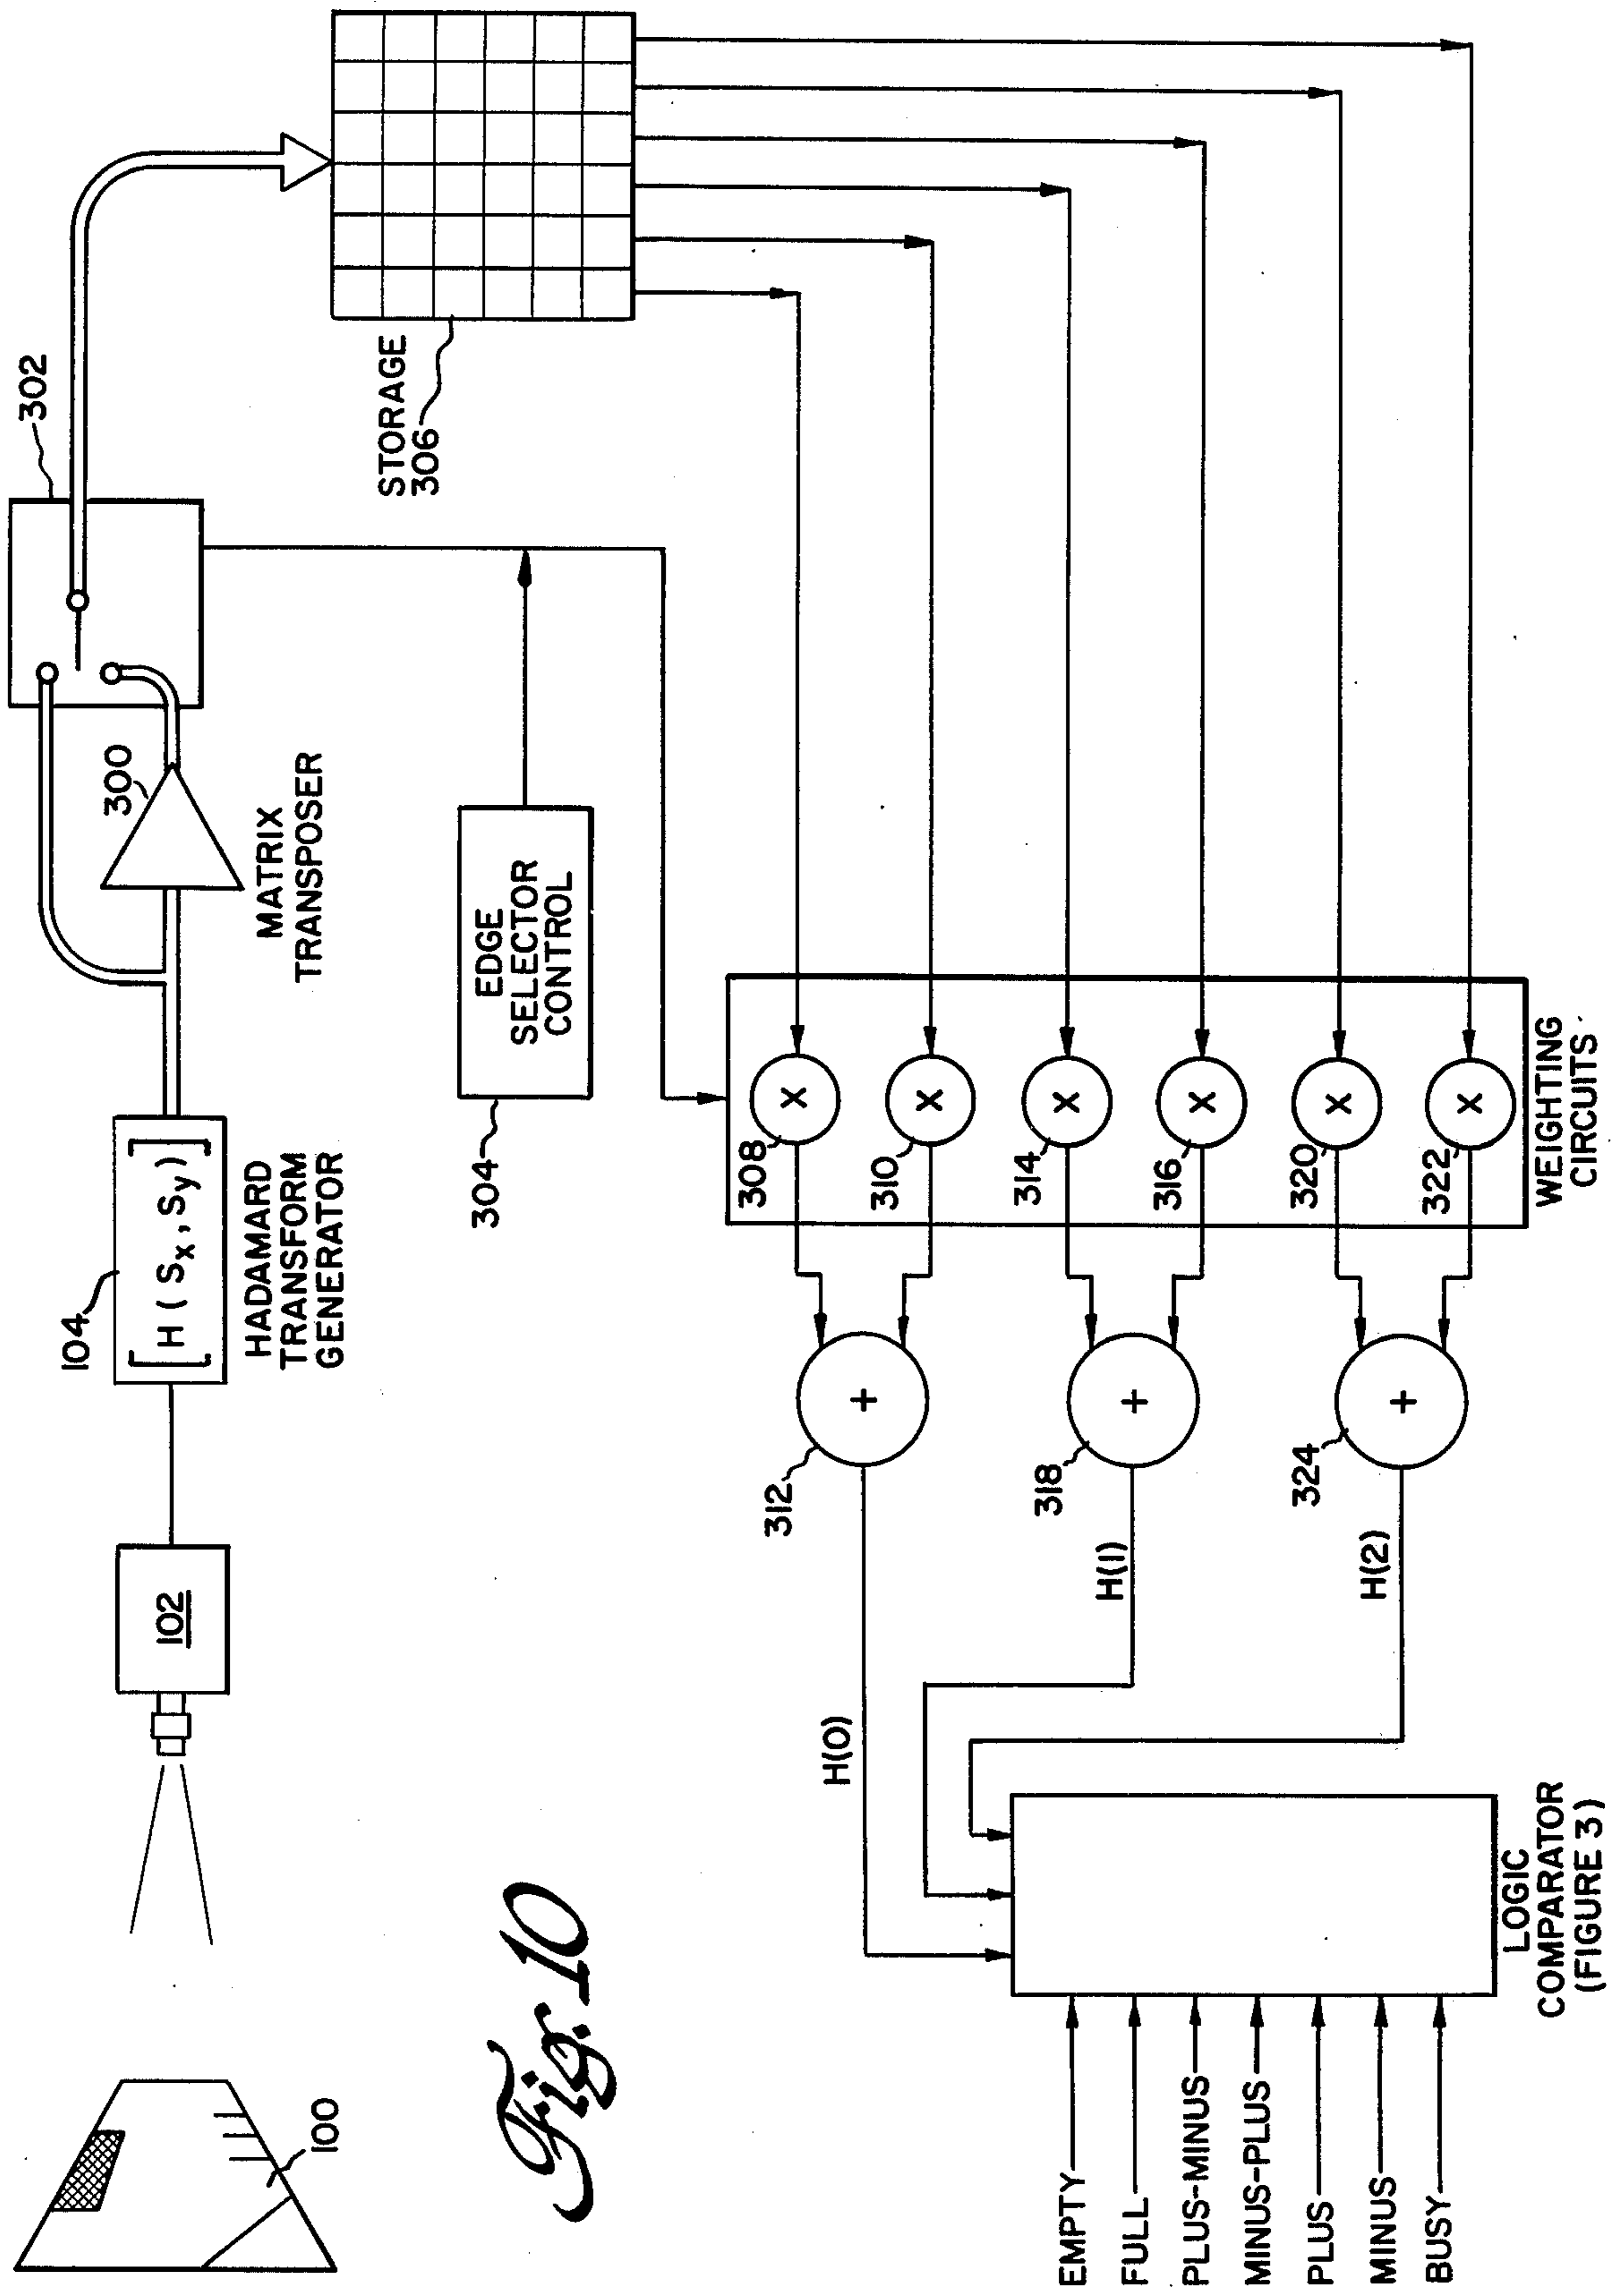 100
102
104
[H(Sx,Sy)]
HADAMARD
TRANSFORM
GENERATOR
300
MATRIX
TRANSPOSER
302
304
EDGE
SELECTOR
CONTROL
STORAGE
306
308
X
310
X
314
X
316
X
320
X
322
X
WEIGHTING
CIRCUITS
312
+
318
+
324
+
H(0)
H(1)
H(2)
LOGIC
COMPARATOR
(FIGURE 3)
EMPTY
FULL
PLUS-MINUS
MINUS-PLUS
PLUS
MINUS
BUSY
Fig. 10